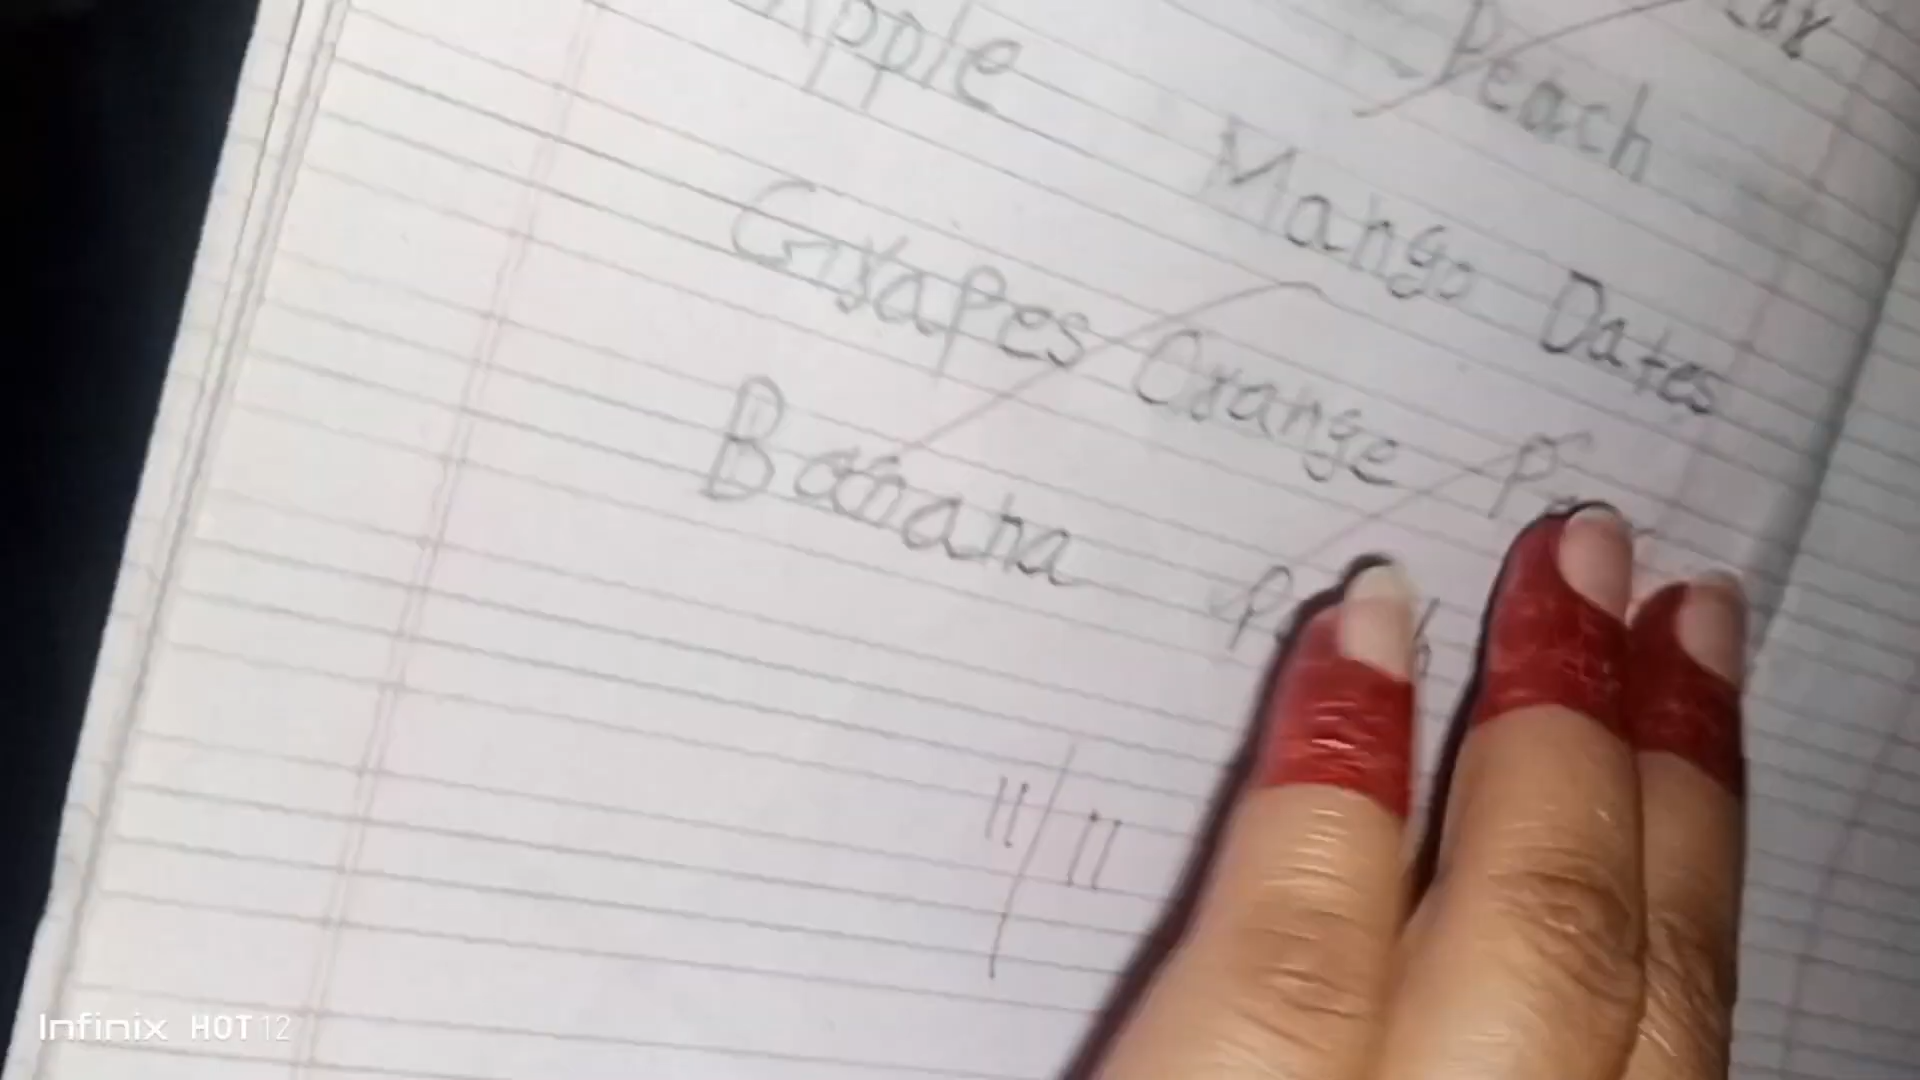 Peach
Apple Mango Dates
Grapes Orange
Banana
11/11
Infinix HOT 12